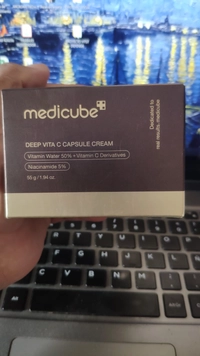 medicube
Dedicated to
real results, medicube
DEEP VITA C CAPSULE CREAM
Vitamin Water 50% + Vitamin C Derivatives
Niacinamide 5%
55 g / 1.94 oz.